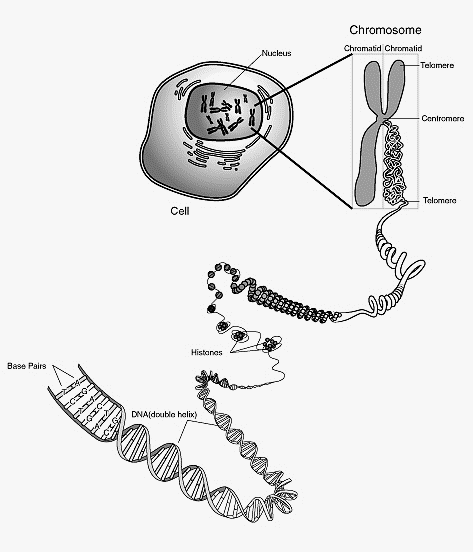 Chromosome
Chromatid Chromatid
Nucleus
Telomere
Centromere
Telomere
Cell
Histones
Base Pairs
DNA(double helix)